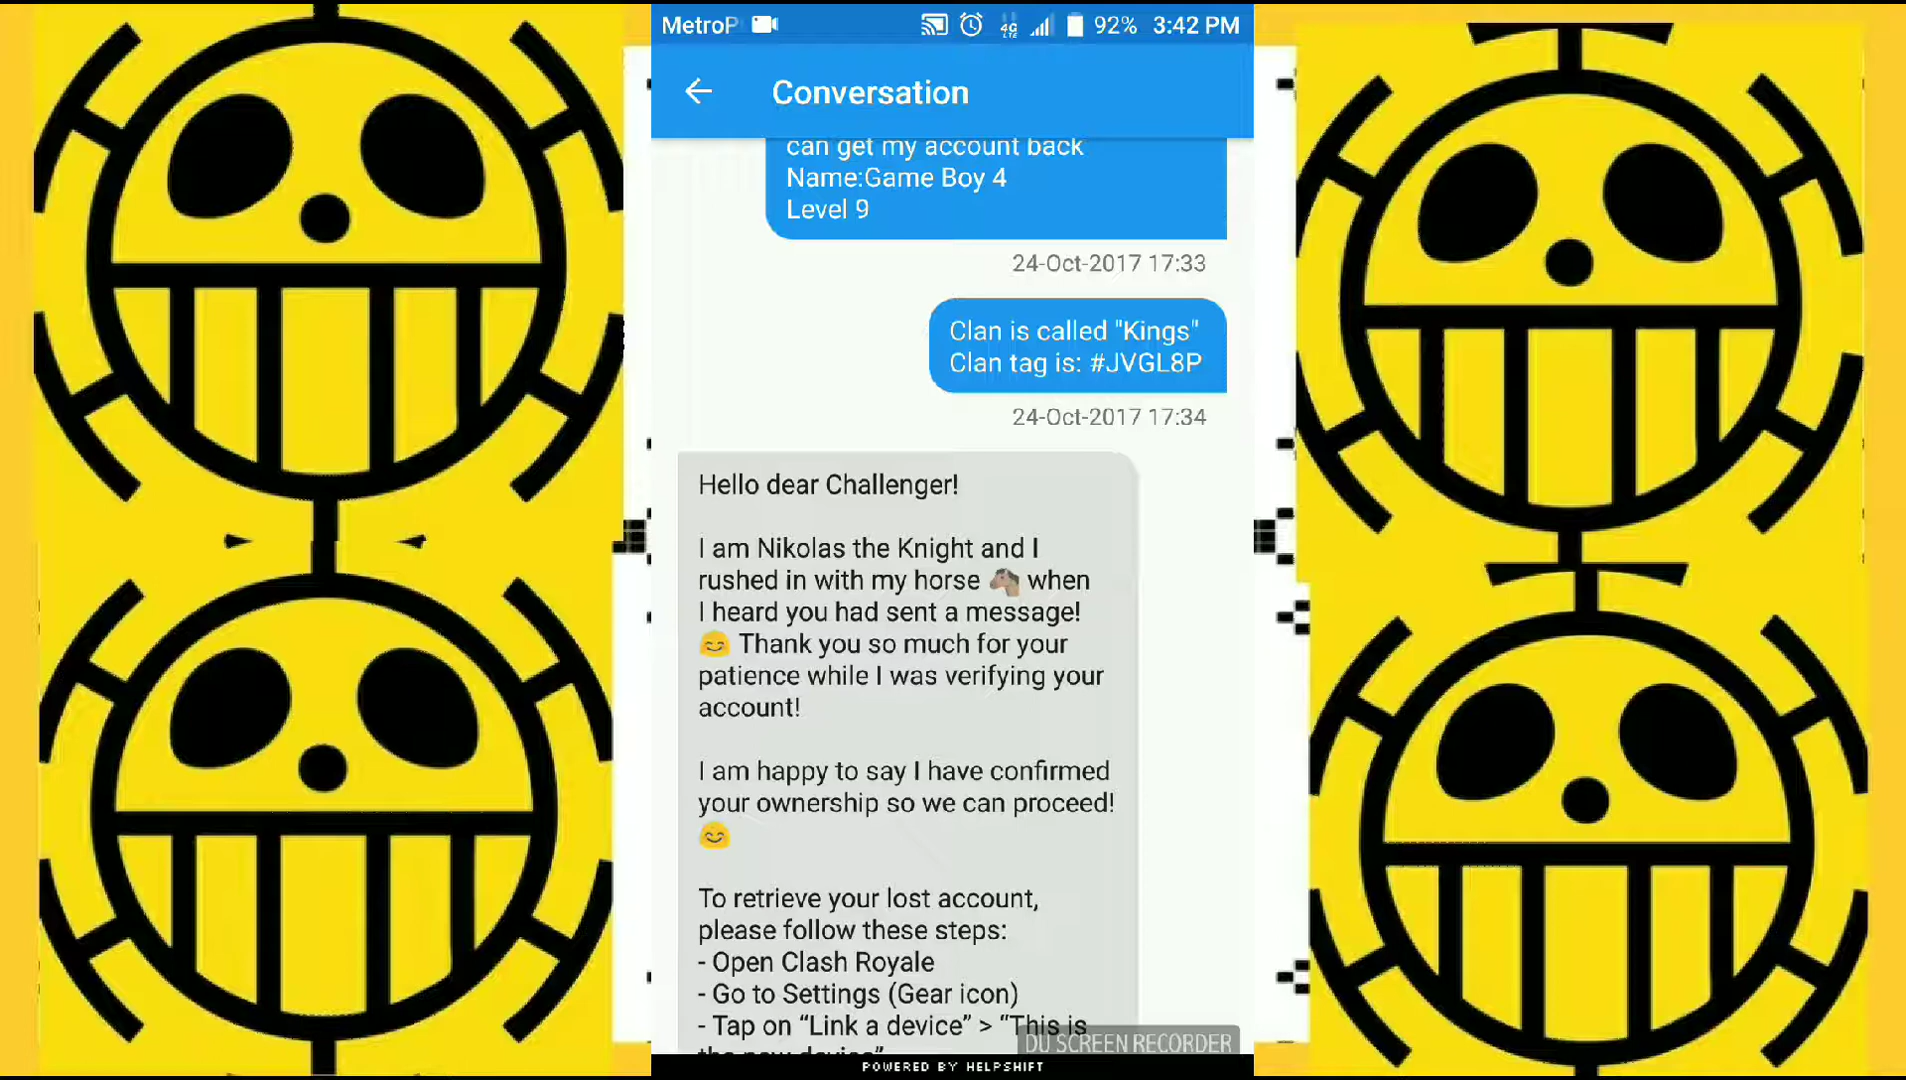 MetroP
4G
LTE
92%
3:42 PM
Conversation
can get my account back
Name:Game Boy 4
Level 9
24-Oct-2017 17:33
Clan is called "Kings"
Clan tag is: #JVGL8P
24-Oct-2017 17:34
Hello dear Challenger!
I am Nikolas the Knight and I
rushed in with my horse 🐴 when
I heard you had sent a message!
😊 Thank you so much for your
patience while I was verifying your
account!
I am happy to say I have confirmed
your ownership so we can proceed!
😊
To retrieve your lost account,
please follow these steps:
- Open Clash Royale
- Go to Settings (Gear icon)
- Tap on “Link a device” > “This is
the new device”
DU SCREEN RECORDER
POWERED BY HELPSHIFT